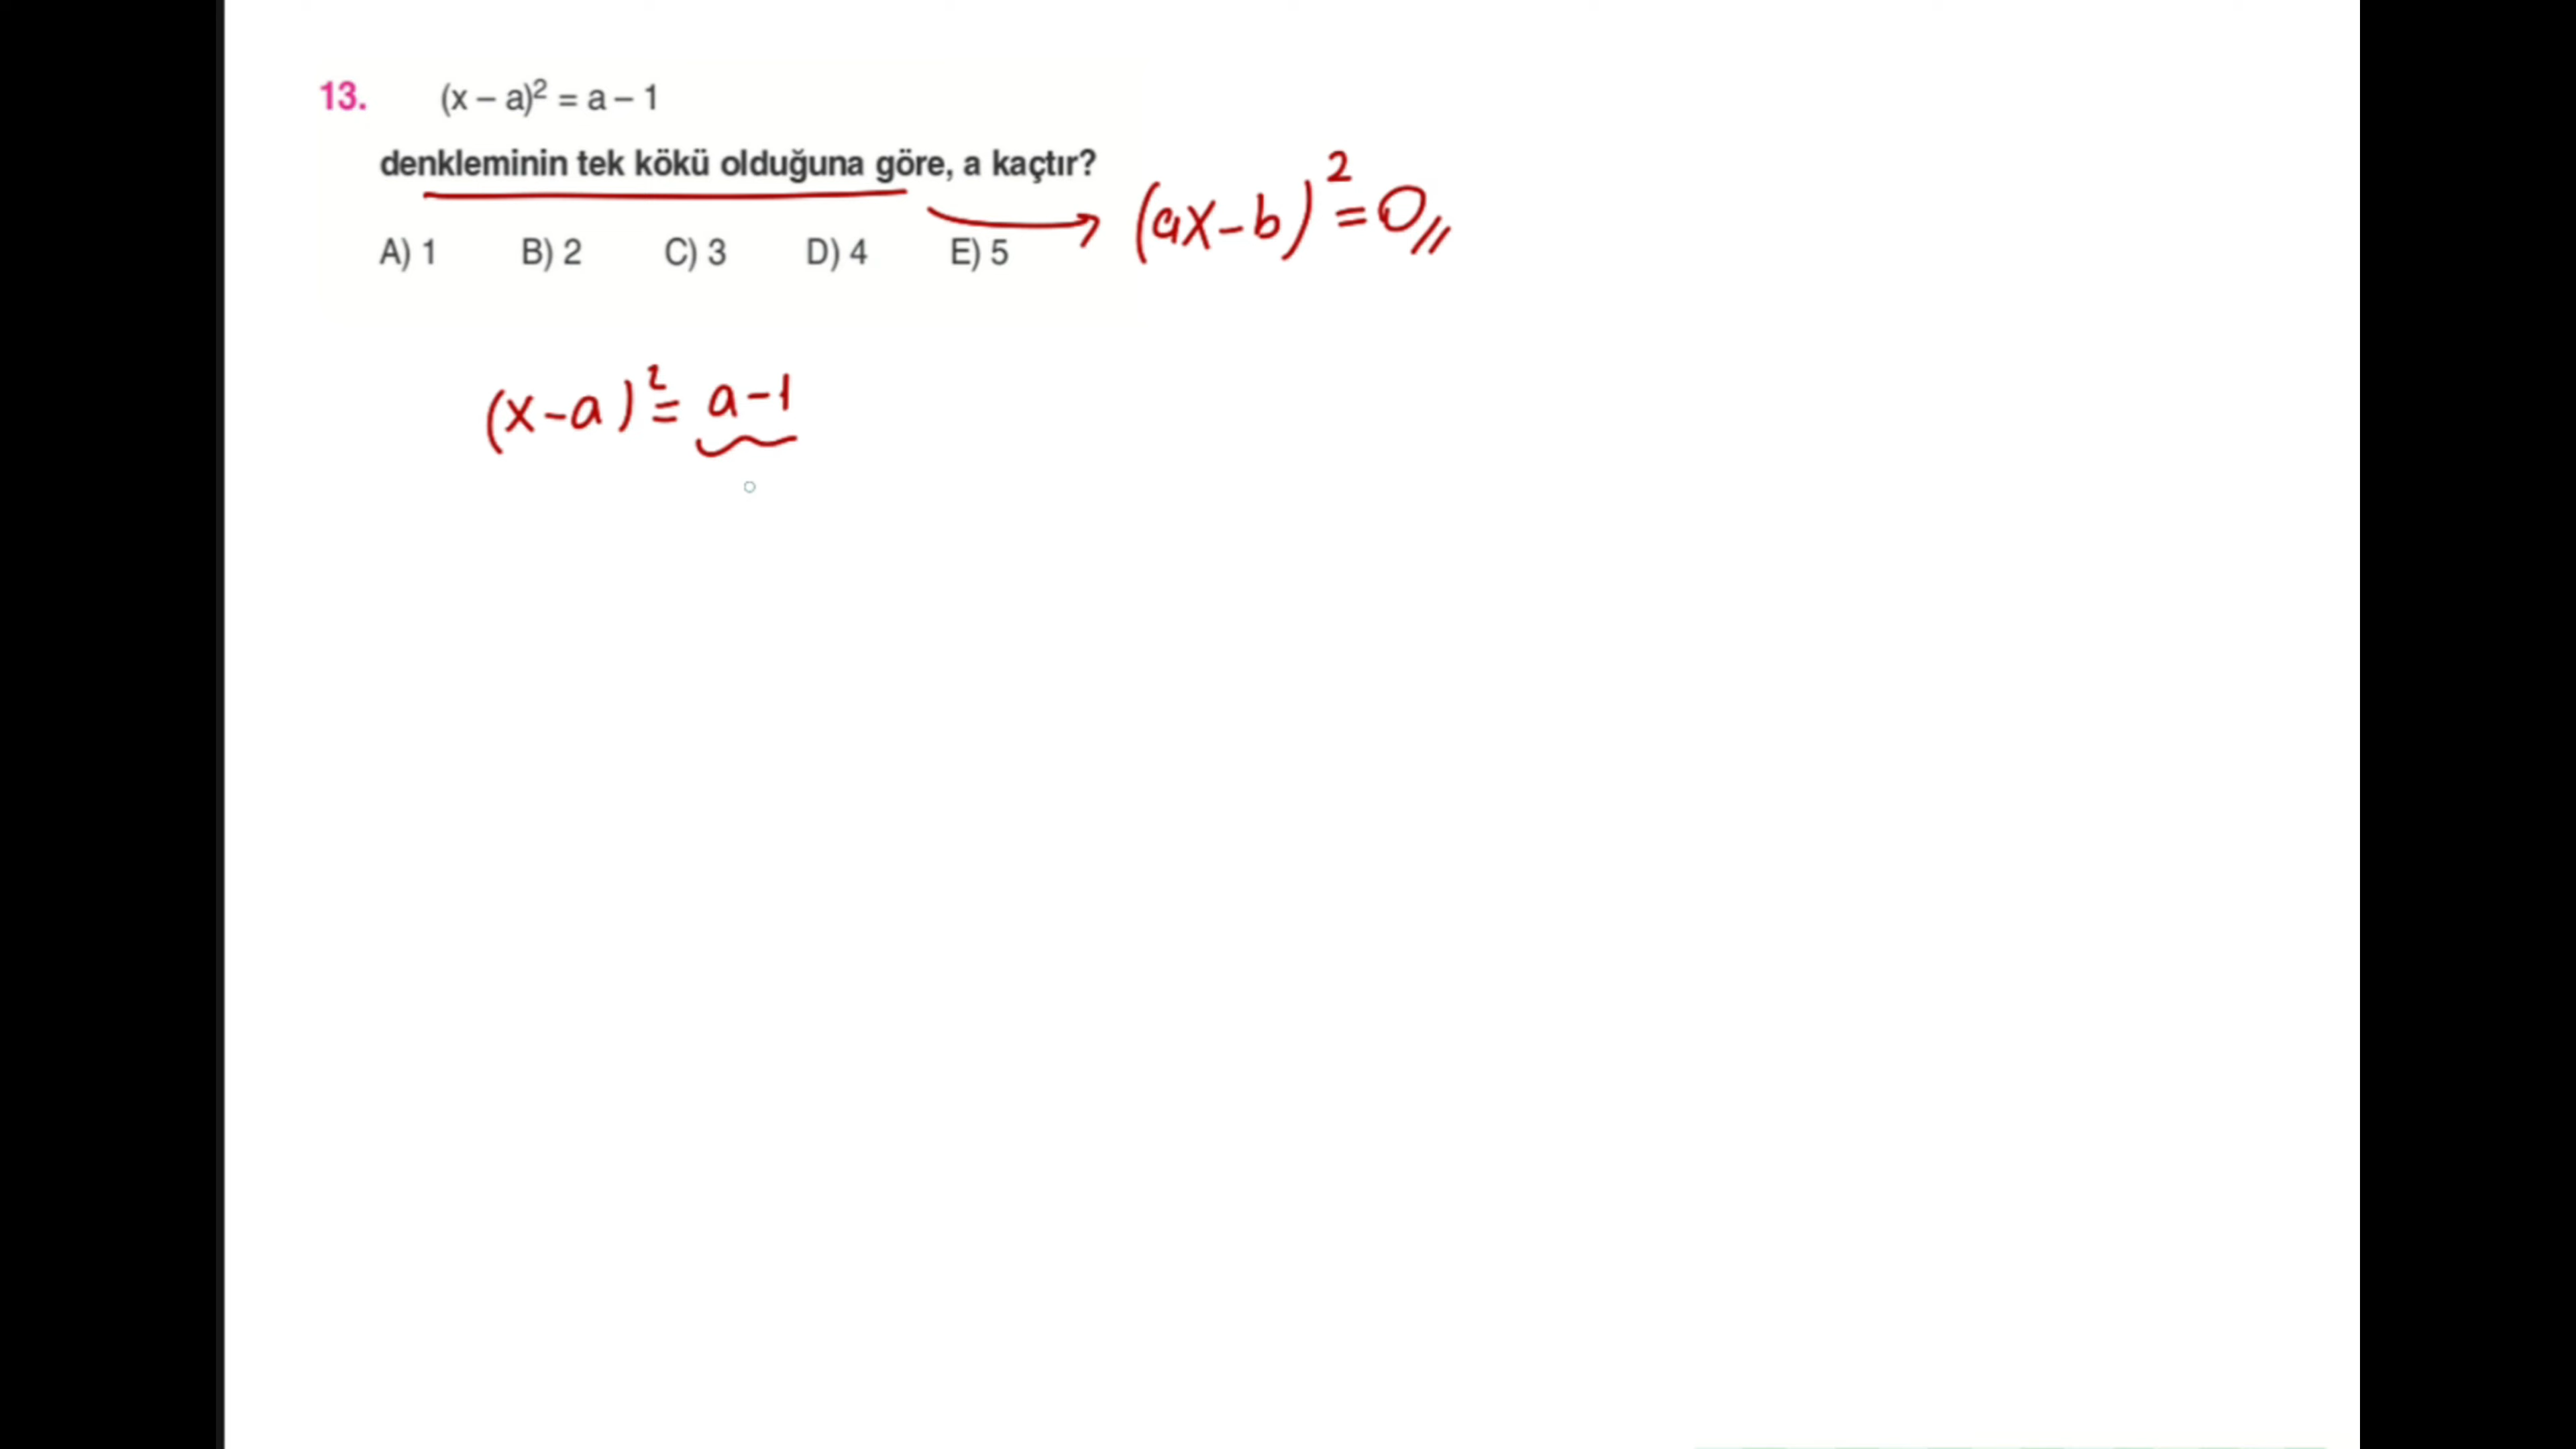 13. (x – a)² = a – 1
denkleminin tek kökü olduğuna göre, a kaçtır?
(ax-b)²=0
A) 1 B) 2 C) 3 D) 4 E) 5
(x-a)²= a-1